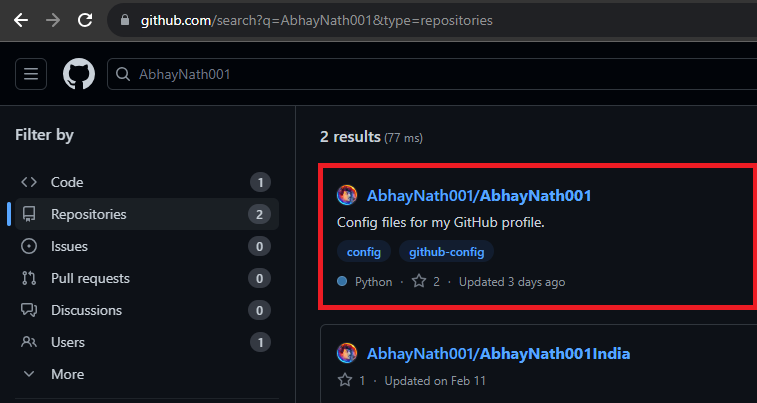 github.com/search?q=AbhayNath001&type=repositories
AbhayNath001
Filter by
Code 1
Repositories 2
Issues 0
Pull requests 0
Discussions 0
Users 1
More
2 results (77 ms)
AbhayNath001/AbhayNath001
Config files for my GitHub profile.
config github-config
Python · 2 · Updated 3 days ago
AbhayNath001/AbhayNath001India
1 · Updated on Feb 11